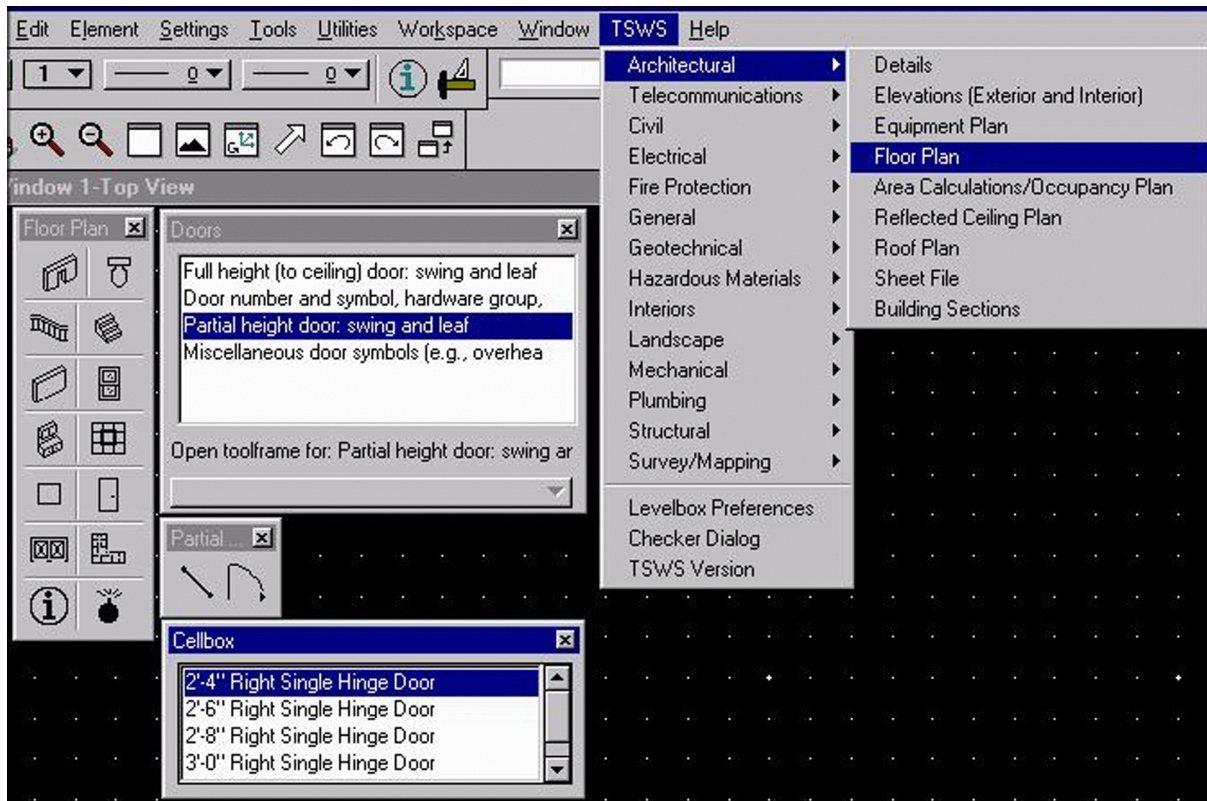 Edit Element Settings Tools Utilities Workspace Window TSWS Help
1 0 0
indow 1-Top View
Floor Plan
Doors
Full height (to ceiling) door: swing and leaf
Door number and symbol, hardware group,
Partial height door: swing and leaf
Miscellaneous door symbols (e.g., overhea
Open toolframe for: Partial height door: swing ar
Partial ...
Cellbox
2'-4" Right Single Hinge Door
2'-6" Right Single Hinge Door
2'-8" Right Single Hinge Door
3'-0" Right Single Hinge Door
Architectural
Telecommunications
Civil
Electrical
Fire Protection
General
Geotechnical
Hazardous Materials
Interiors
Landscape
Mechanical
Plumbing
Structural
Survey/Mapping
Levelbox Preferences
Checker Dialog
TSWS Version
Details
Elevations (Exterior and Interior)
Equipment Plan
Floor Plan
Area Calculations/Occupancy Plan
Reflected Ceiling Plan
Roof Plan
Sheet File
Building Sections